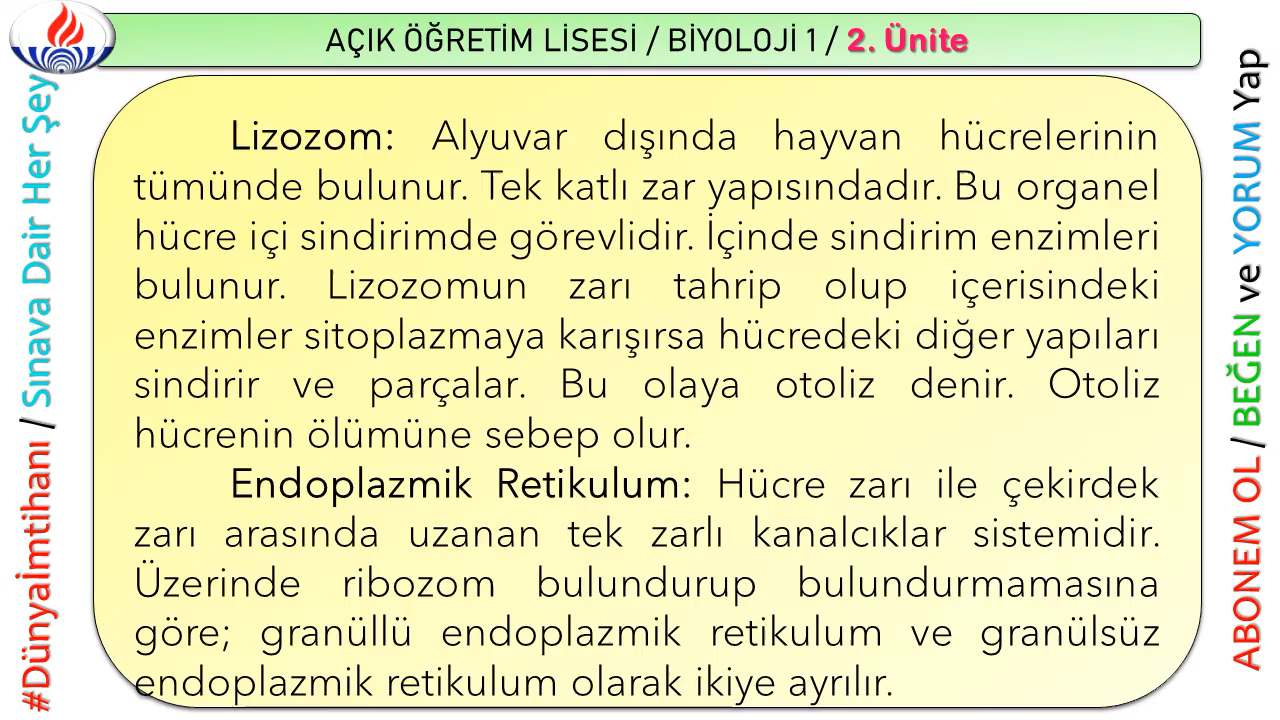 AÇIK ÖĞRETİM LİSESİ / BİYOLOJİ 1 / 2. Ünite
#Dünyaİmtihanı / Sınava Dair Her Şey
Lizozom: Alyuvar dışında hayvan hücrelerinin
tümünde bulunur. Tek katlı zar yapısındadır. Bu organel
hücre içi sindirimde görevlidir. İçinde sindirim enzimleri
bulunur. Lizozomun zarı tahrip olup içerisindeki
enzimler sitoplazmaya karışırsa hücredeki diğer yapıları
sindirir ve parçalar. Bu olaya otoliz denir. Otoliz
hücrenin ölümüne sebep olur.
Endoplazmik Retikulum: Hücre zarı ile çekirdek
zarı arasında uzanan tek zarlı kanalcıklar sistemidir.
Üzerinde ribozom bulundurup bulundurmamasına
göre; granüllü endoplazmik retikulum ve granülsüz
endoplazmik retikulum olarak ikiye ayrılır.
ABONEM OL / BEĞEN ve YORUM Yap